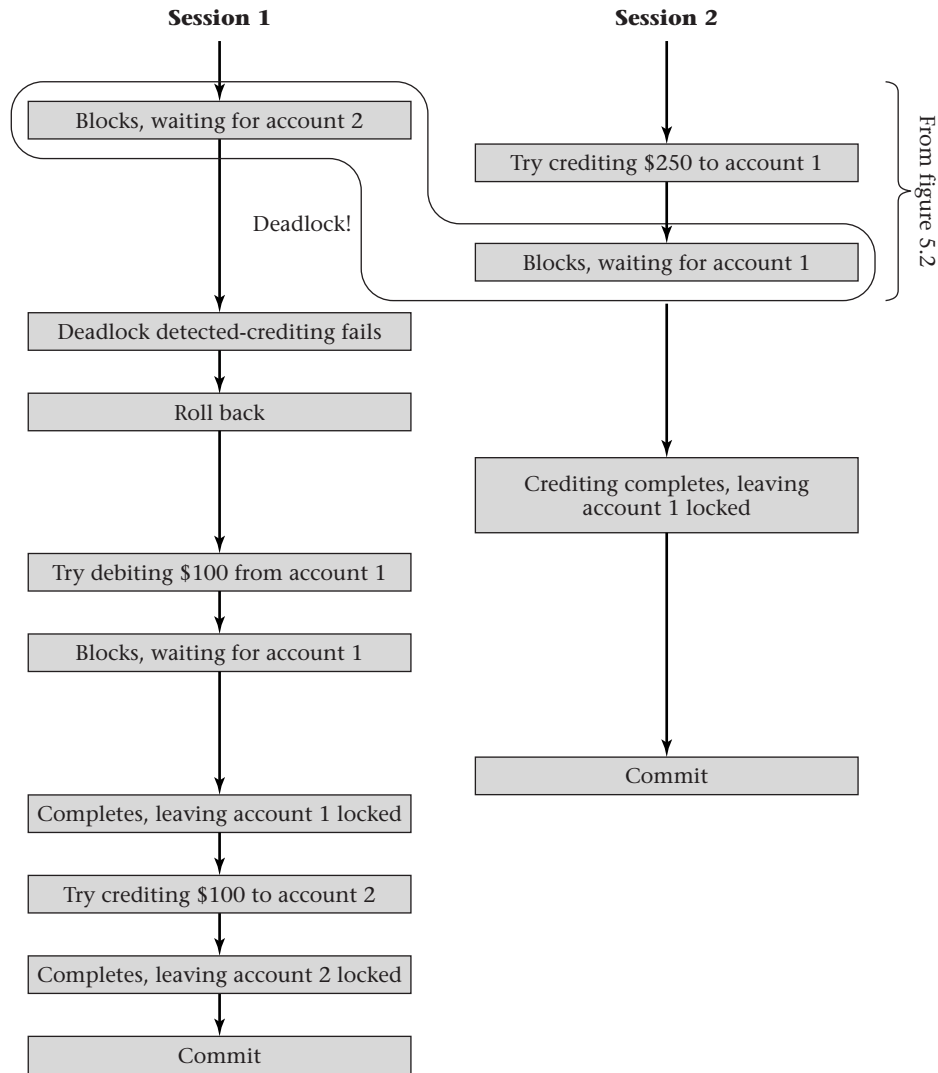 Session 1
Session 2
Blocks, waiting for account 2
Try crediting $250 to account 1
Deadlock!
Blocks, waiting for account 1
From figure 5.2
Deadlock detected-crediting fails
Roll back
Crediting completes, leaving
account 1 locked
Try debiting $100 from account 1
Blocks, waiting for account 1
Commit
Completes, leaving account 1 locked
Try crediting $100 to account 2
Completes, leaving account 2 locked
Commit